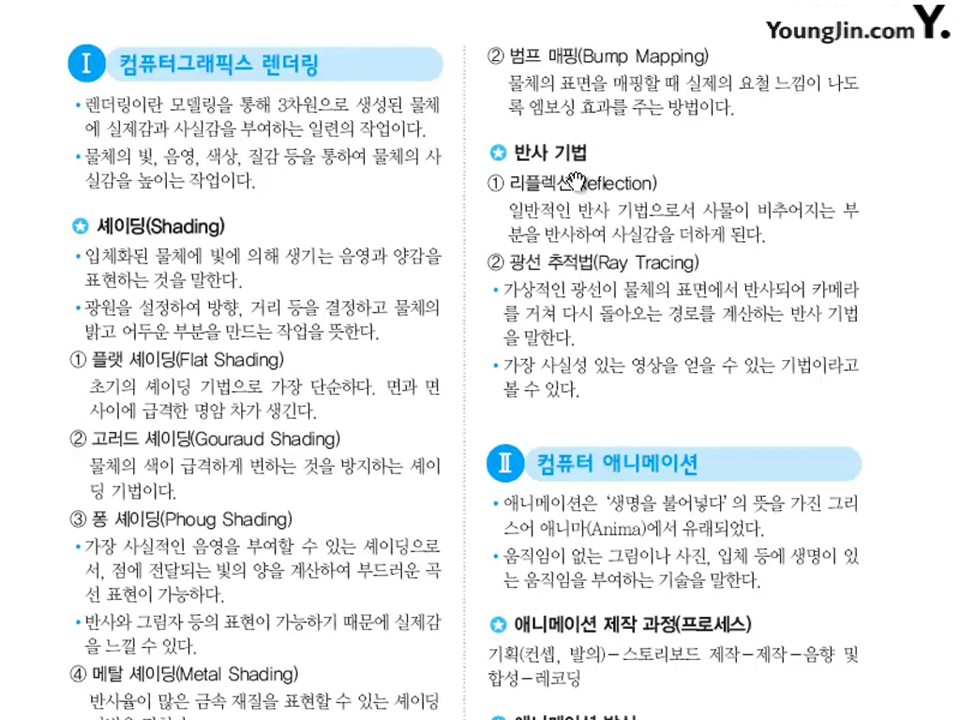 YoungJin.com Y.
Ⅰ 컴퓨터그래픽스 렌더링
• 렌더링이란 모델링을 통해 3차원으로 생성된 물체
에 실제감과 사실감을 부여하는 일련의 작업이다.
• 물체의 빛, 음영, 색상, 질감 등을 통하여 물체의 사
실감을 높이는 작업이다.
셰이딩(Shading)
• 입체화된 물체에 빛에 의해 생기는 음영과 양감을
표현하는 것을 말한다.
• 광원을 설정하여 방향, 거리 등을 결정하고 물체의
밝고 어두운 부분을 만드는 작업을 뜻한다.
① 플랫 셰이딩(Flat Shading)
초기의 셰이딩 기법으로 가장 단순하다. 면과 면
사이에 급격한 명암 차가 생긴다.
② 고러드 셰이딩(Gouraud Shading)
물체의 색이 급격하게 변하는 것을 방지하는 셰이
딩 기법이다.
③ 퐁 셰이딩(Phoug Shading)
• 가장 사실적인 음영을 부여할 수 있는 셰이딩으로
서, 점에 전달되는 빛의 양을 계산하여 부드러운 곡
선 표현이 가능하다.
• 반사와 그림자 등의 표현이 가능하기 때문에 실제감
을 느낄 수 있다.
④ 메탈 셰이딩(Metal Shading)
반사율이 많은 금속 재질을 표현할 수 있는 셰이딩
② 범프 매핑(Bump Mapping)
물체의 표면을 매핑할 때 실제의 요철 느낌이 나도
록 엠보싱 효과를 주는 방법이다.
반사 기법
① 리플렉션(Reflection)
일반적인 반사 기법으로서 사물이 비추어지는 부
분을 반사하여 사실감을 더하게 된다.
② 광선 추적법(Ray Tracing)
• 가상적인 광선이 물체의 표면에서 반사되어 카메라
를 거쳐 다시 돌아오는 경로를 계산하는 반사 기법
을 말한다.
• 가장 사실성 있는 영상을 얻을 수 있는 기법이라고
볼 수 있다.
Ⅱ 컴퓨터 애니메이션
• 애니메이션은 ‘생명을 불어넣다’의 뜻을 가진 그리
스어 애니마(Anima)에서 유래되었다.
• 움직임이 없는 그림이나 사진, 입체 등에 생명이 있
는 움직임을 부여하는 기술을 말한다.
애니메이션 제작 과정(프로세스)
기획(컨셉, 발의)-스토리보드 제작-제작-음향 및
합성-레코딩